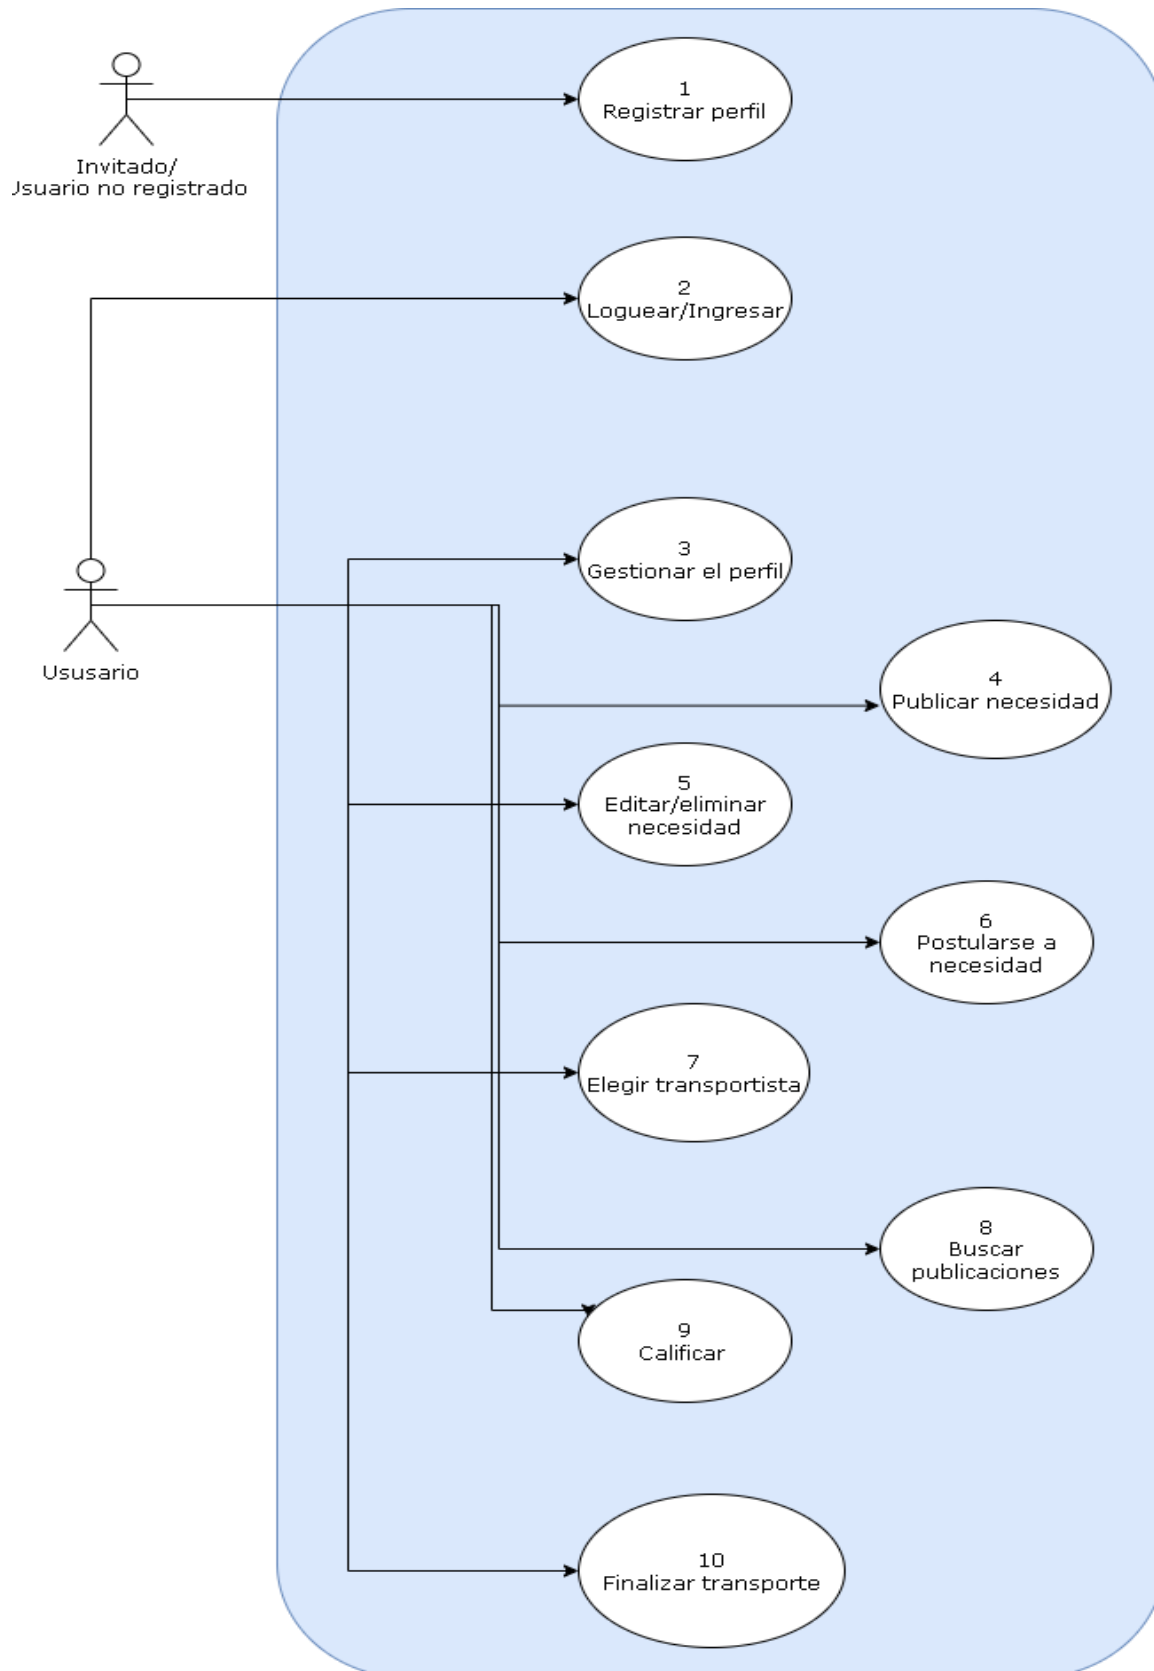 1
Registrar perfil
Invitado/
Jsuario no registrado
2
Loguear/Ingresar
3
Gestionar el perfil
Ususario
4
Publicar necesidad
5
Editar/eliminar
necesidad
6
Postularse a
necesidad
7
Elegir transportista
8
Buscar
publicaciones
9
Calificar
10
Finalizar transporte